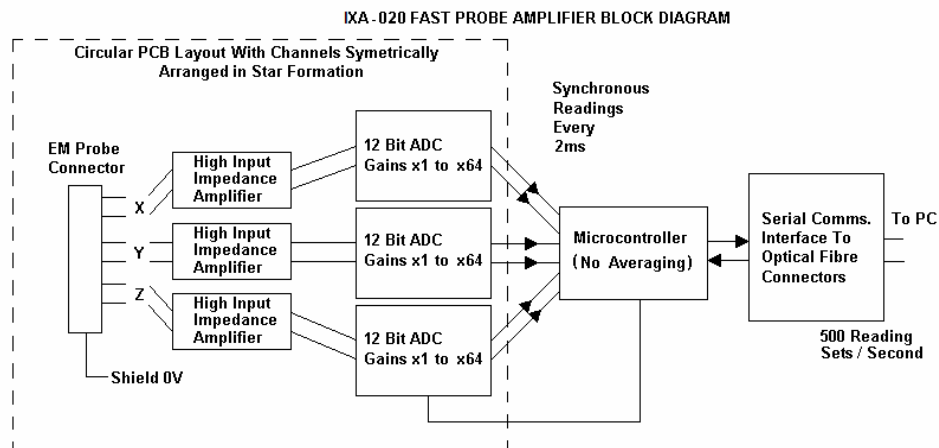 IXA-020 FAST PROBE AMPLIFIER BLOCK DIAGRAM
Circular PCB Layout With Channels Symetrically
Arranged in Star Formation
Synchronous
Readings
Every
2ms
EM Probe
Connector
X
Y
Z
Shield 0V
High Input
Impedance
Amplifier
High Input
Impedance
Amplifier
High Input
Impedance
Amplifier
12 Bit ADC
Gains x1 to x64
12 Bit ADC
Gains x1 to x64
12 Bit ADC
Gains x1 to x64
Microcontroller
(No Averaging)
Serial Comms.
Interface To
Optical Fibre
Connectors
To PC
500 Reading
Sets / Second